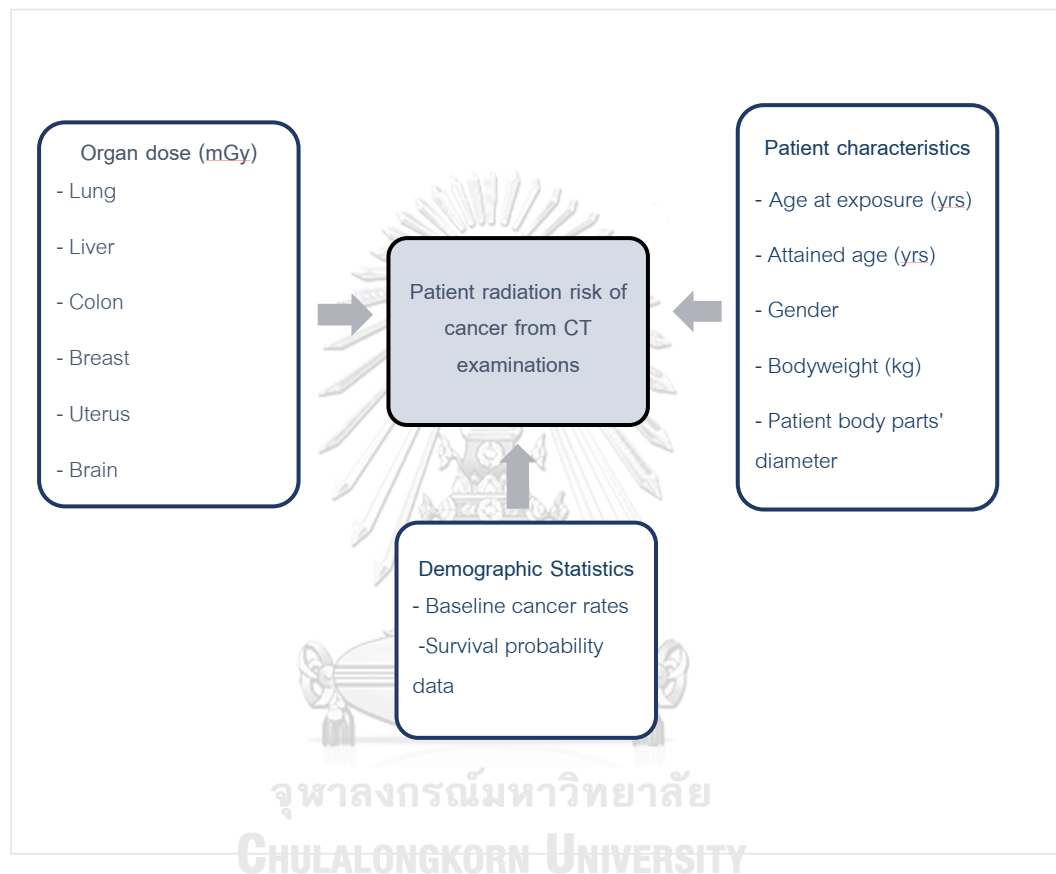 Organ dose (mGy)
- Lung
- Liver
- Colon
- Breast
- Uterus
- Brain
Patient radiation risk of
cancer from CT
examinations
Patient characteristics
- Age at exposure (yrs)
- Attained age (yrs)
- Gender
- Bodyweight (kg)
- Patient body parts'
diameter
Demographic Statistics
- Baseline cancer rates
-Survival probability
data
จุฬาลงกรณ์มหาวิทยาลัย
CHULALONGKORN UNIVERSITY